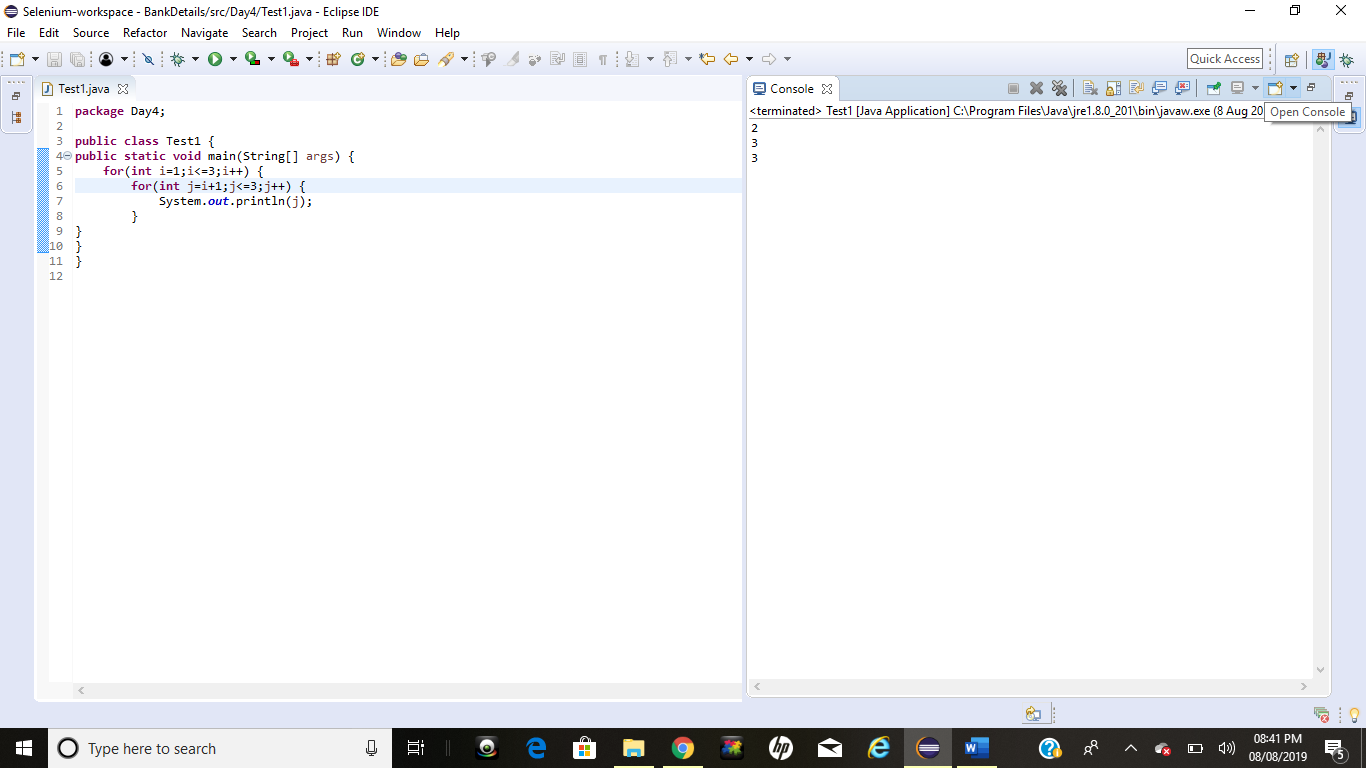 Selenium-workspace - BankDetails/src/Day4/Test1.java - Eclipse IDE
File Edit Source Refactor Navigate Search Project Run Window Help
Quick Access
Test1.java
1 package Day4;
2
3 public class Test1 {
4 public static void main(String[] args) {
5     for(int i=1;i<=3;i++) {
6         for(int j=i+1;j<=3;j++) {
7             System.out.println(j);
8         }
9 }
10 }
11 }
12
Console
<terminated> Test1 [Java Application] C:\Program Files\Java\jre1.8.0_201\bin\javaw.exe (8 Aug 20
Open Console
2
3
3
Type here to search
08:41 PM
08/08/2019
5